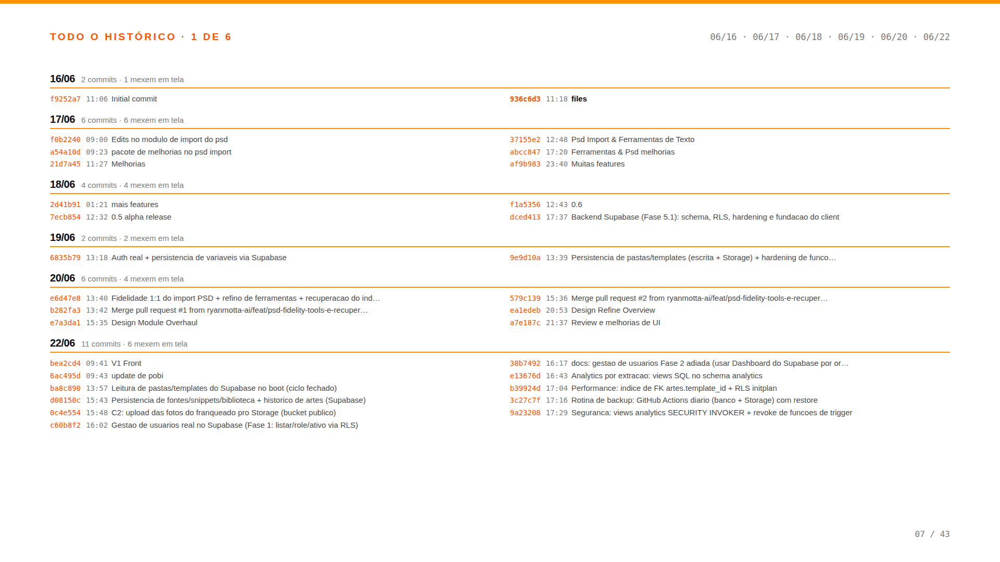 TODO O HISTÓRICO · 1 DE 6
06/16 · 06/17 · 06/18 · 06/19 · 06/20 · 06/22
16/06 2 commits · 1 mexem em tela
f9252a7 11:06 Initial commit
936c6d3 11:18 files
17/06 6 commits · 6 mexem em tela
f0b2240 09:00 Edits no modulo de import do psd
a54a10d 09:23 pacote de melhorias no psd import
21d7a45 11:27 Melhorias
37155e2 12:48 Psd Import & Ferramentas de Texto
abcc847 17:20 Ferramentas & Psd melhorias
af9b983 23:40 Muitas features
18/06 4 commits · 4 mexem em tela
2d41b91 01:21 mais features
7ecb854 12:32 0.5 alpha release
f1a5356 12:43 0.6
dced413 17:37 Backend Supabase (Fase 5.1): schema, RLS, hardening e fundacao do client
19/06 2 commits · 2 mexem em tela
6835b79 13:18 Auth real + persistencia de variaveis via Supabase
9e9d10a 13:39 Persistencia de pastas/templates (escrita + Storage) + hardening de funco…
20/06 6 commits · 4 mexem em tela
e6d47e8 13:40 Fidelidade 1:1 do import PSD + refino de ferramentas + recuperacao do ind…
b282fa3 13:42 Merge pull request #1 from ryanmotta-ai/feat/psd-fidelity-tools-e-recuper…
e7a3da1 15:35 Design Module Overhaul
579c139 15:36 Merge pull request #2 from ryanmotta-ai/feat/psd-fidelity-tools-e-recuper…
ea1edeb 20:53 Design Refine Overview
a7e187c 21:37 Review e melhorias de UI
22/06 11 commits · 6 mexem em tela
bea2cd4 09:41 V1 Front
6ac495d 09:43 update de pobi
ba8c890 13:57 Leitura de pastas/templates do Supabase no boot (ciclo fechado)
d08150c 15:43 Persistencia de fontes/snippets/biblioteca + historico de artes (Supabase)
0c4e554 15:48 C2: upload das fotos do franqueado pro Storage (bucket publico)
c60b8f2 16:02 Gestao de usuarios real no Supabase (Fase 1: listar/role/ativo via RLS)
38b7492 16:17 docs: gestao de usuarios Fase 2 adiada (usar Dashboard do Supabase por or…
e13676d 16:43 Analytics por extracao: views SQL no schema analytics
b39924d 17:04 Performance: indice de FK artes.template_id + RLS initplan
3c27c7f 17:16 Rotina de backup: GitHub Actions diario (banco + Storage) com restore
9a23208 17:29 Seguranca: views analytics SECURITY INVOKER + revoke de funcoes de trigger
07 / 43